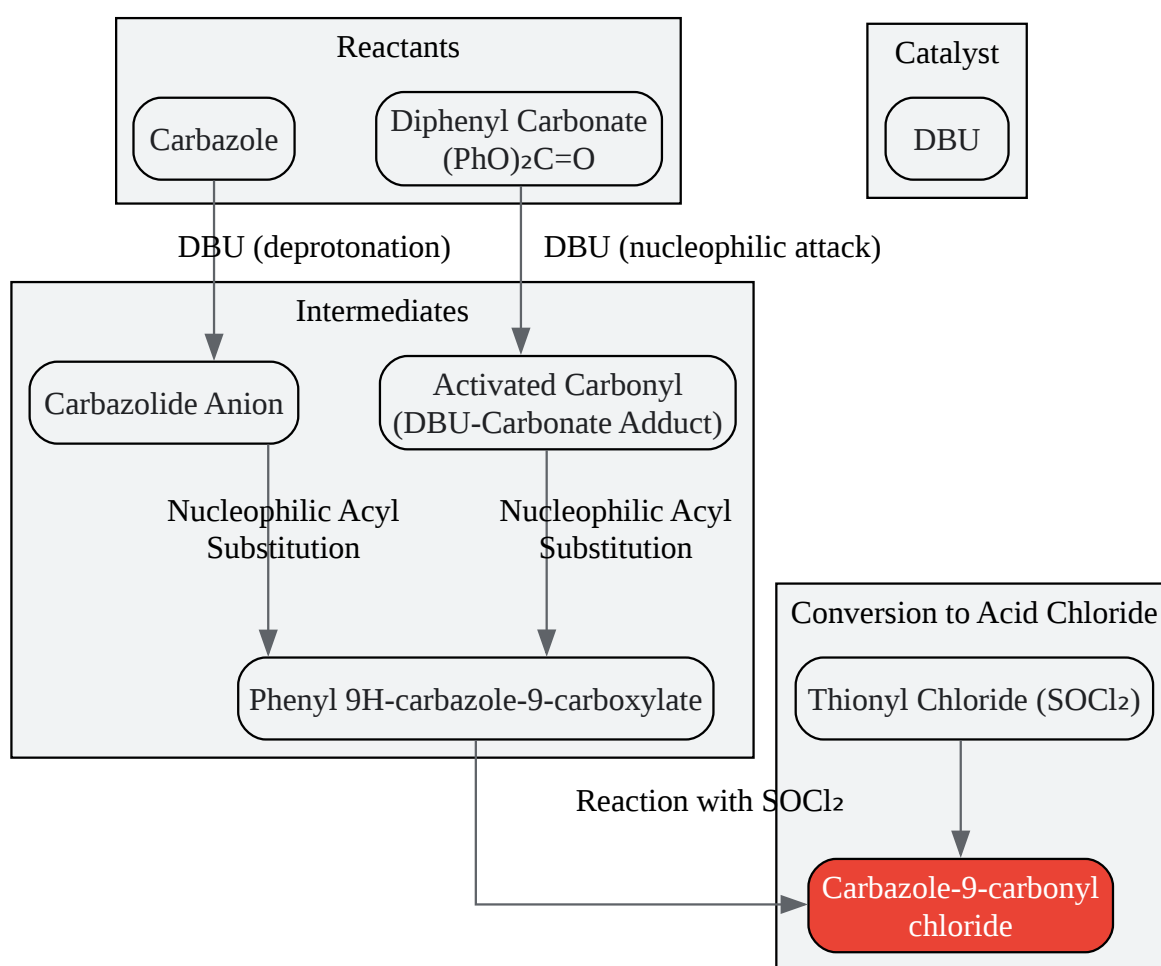 Reactants
Catalyst
Carbazole
Diphenyl Carbonate
(PhO)₂C=O
DBU
DBU (deprotonation)
DBU (nucleophilic attack)
Intermediates
Carbazolide Anion
Activated Carbonyl
(DBU-Carbonate Adduct)
Nucleophilic Acyl
Substitution
Nucleophilic Acyl
Substitution
Conversion to Acid Chloride
Phenyl 9H-carbazole-9-carboxylate
Thionyl Chloride (SOCl₂)
Reaction with SOCl₂
Carbazole-9-carbonyl
chloride